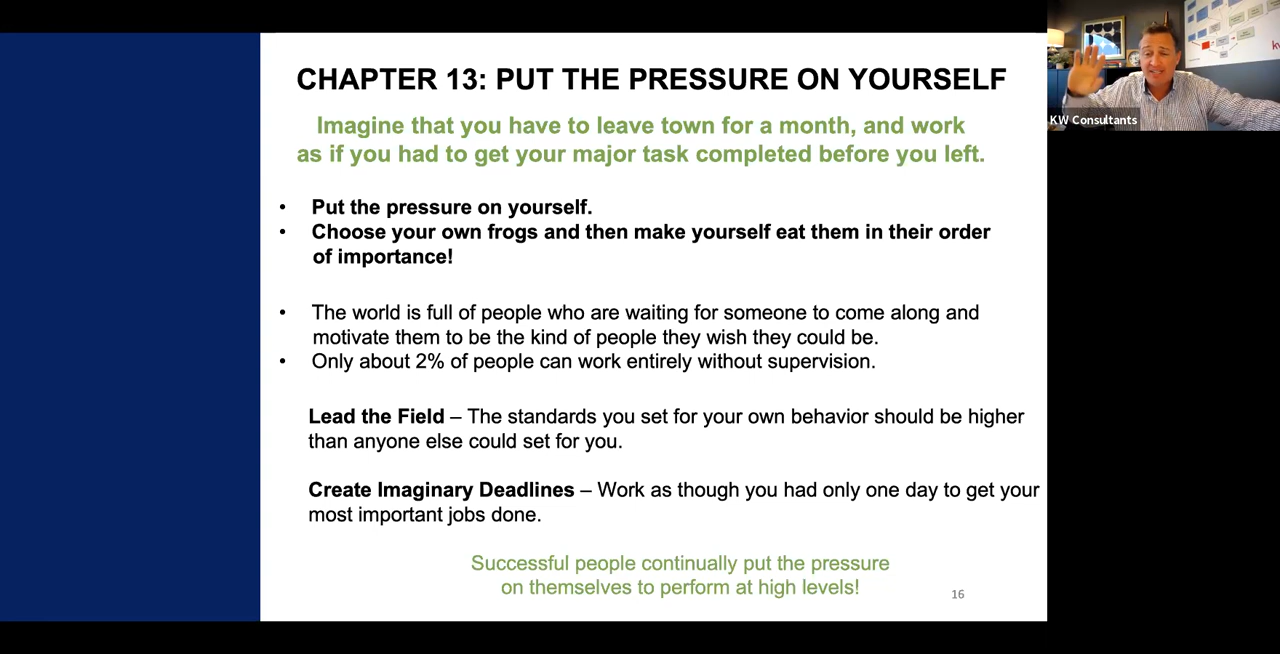 CHAPTER 13: PUT THE PRESSURE ON YOURSELF
Imagine that you have to leave town for a month, and work
as if you had to get your major task completed before you left.
• Put the pressure on yourself.
• Choose your own frogs and then make yourself eat them in their order
of importance!
• The world is full of people who are waiting for someone to come along and
motivate them to be the kind of people they wish they could be.
• Only about 2% of people can work entirely without supervision.
Lead the Field – The standards you set for your own behavior should be higher
than anyone else could set for you.
Create Imaginary Deadlines – Work as though you had only one day to get your
most important jobs done.
Successful people continually put the pressure
on themselves to perform at high levels!
16
KW Consultants